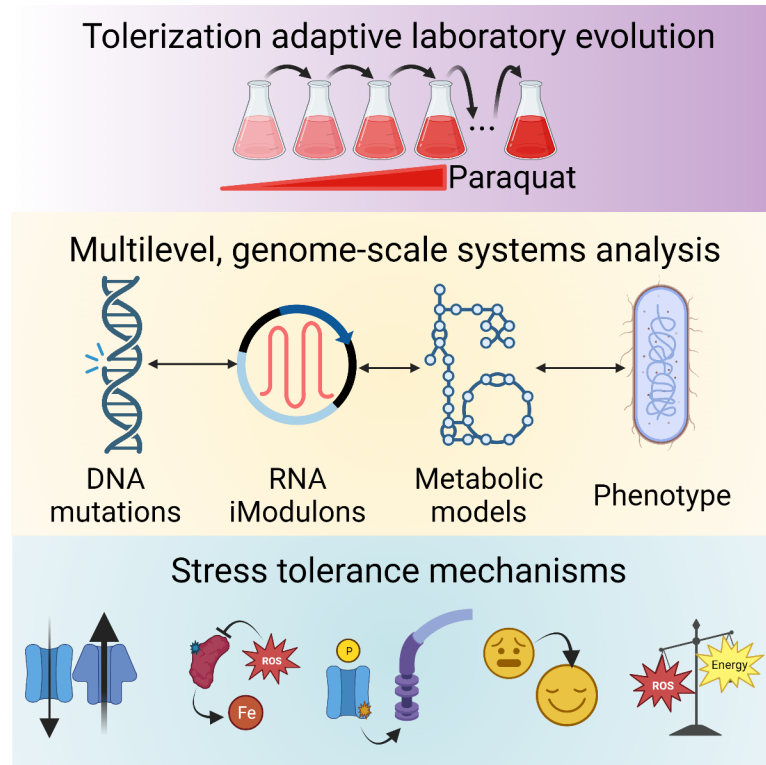 Tolerization adaptive laboratory evolution
...
Paraquat
Multilevel, genome-scale systems analysis
DNA
mutations
RNA
iModulons
Metabolic
models
Phenotype
Stress tolerance mechanisms
ROS
Fe
P
ROS
Energy